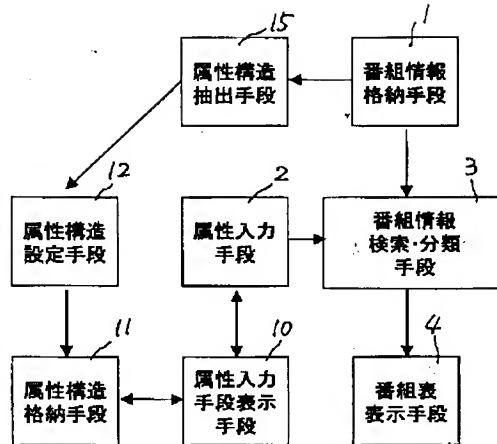 15
1
属性構造
抽出手段
番組情報
格納手段
12
2
3
属性構造
設定手段
属性入力
手段
番組情報
検索・分類
手段
11
10
4
属性構造
格納手段
属性入力
手段表示
手段
番組表
表示手段